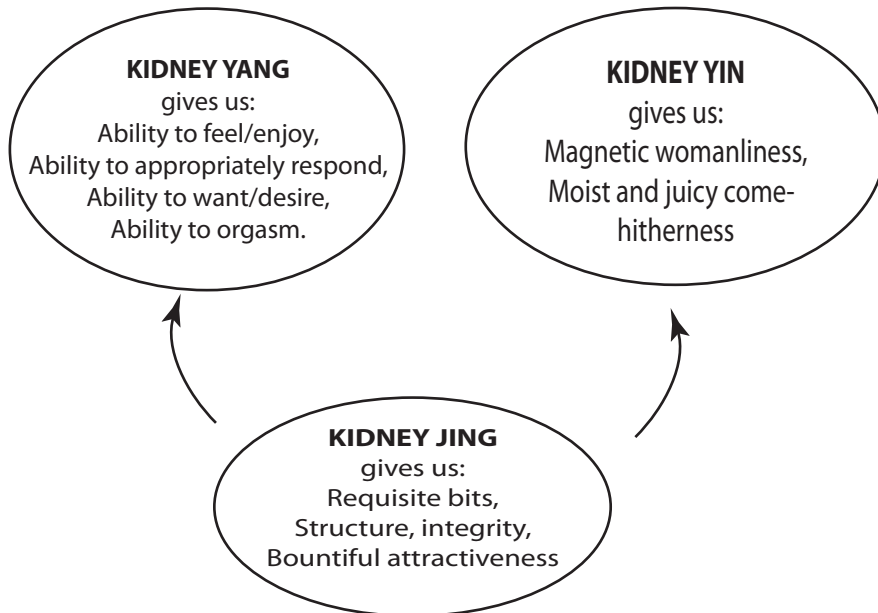 KIDNEY YANG
gives us:
Ability to feel/enjoy,
Ability to appropriately respond,
Ability to want/desire,
Ability to orgasm.
KIDNEY YIN
gives us:
Magnetic womanliness,
Moist and juicy come-
hitherness
KIDNEY JING
gives us:
Requisite bits,
Structure, integrity,
Bountiful attractiveness